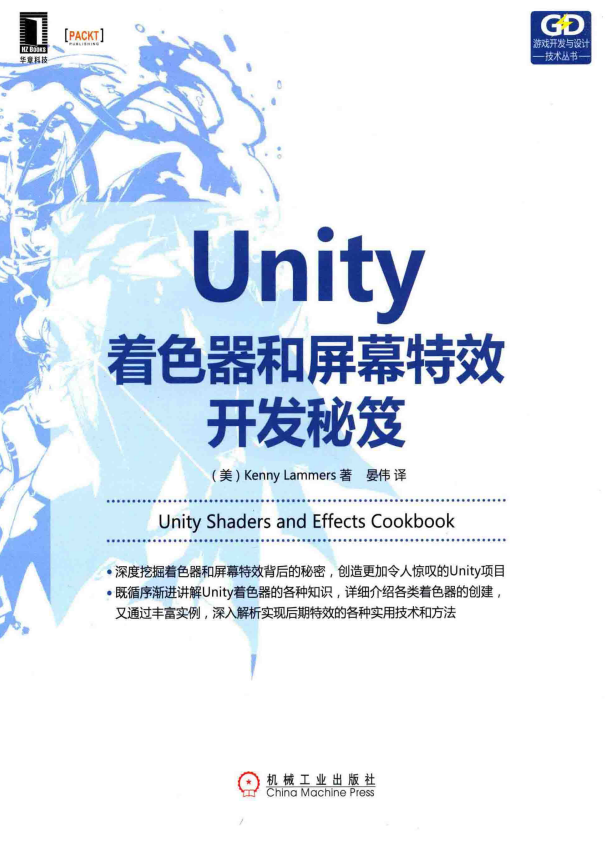 HZ BOOKS
华章科技
[PACKT]
PUBLISHING
GD
游戏开发与设计
技术丛书
Unity
着色器和屏幕特效
开发秘笈
（美）Kenny Lammers 著 晏伟 译
Unity Shaders and Effects Cookbook
• 深度挖掘着色器和屏幕特效背后的秘密，创造更加令人惊叹的Unity项目
• 既循序渐进讲解Unity着色器的各种知识，详细介绍各类着色器的创建，
又通过丰富实例，深入解析实现后期特效的各种实用技术和方法
机械工业出版社
China Machine Press